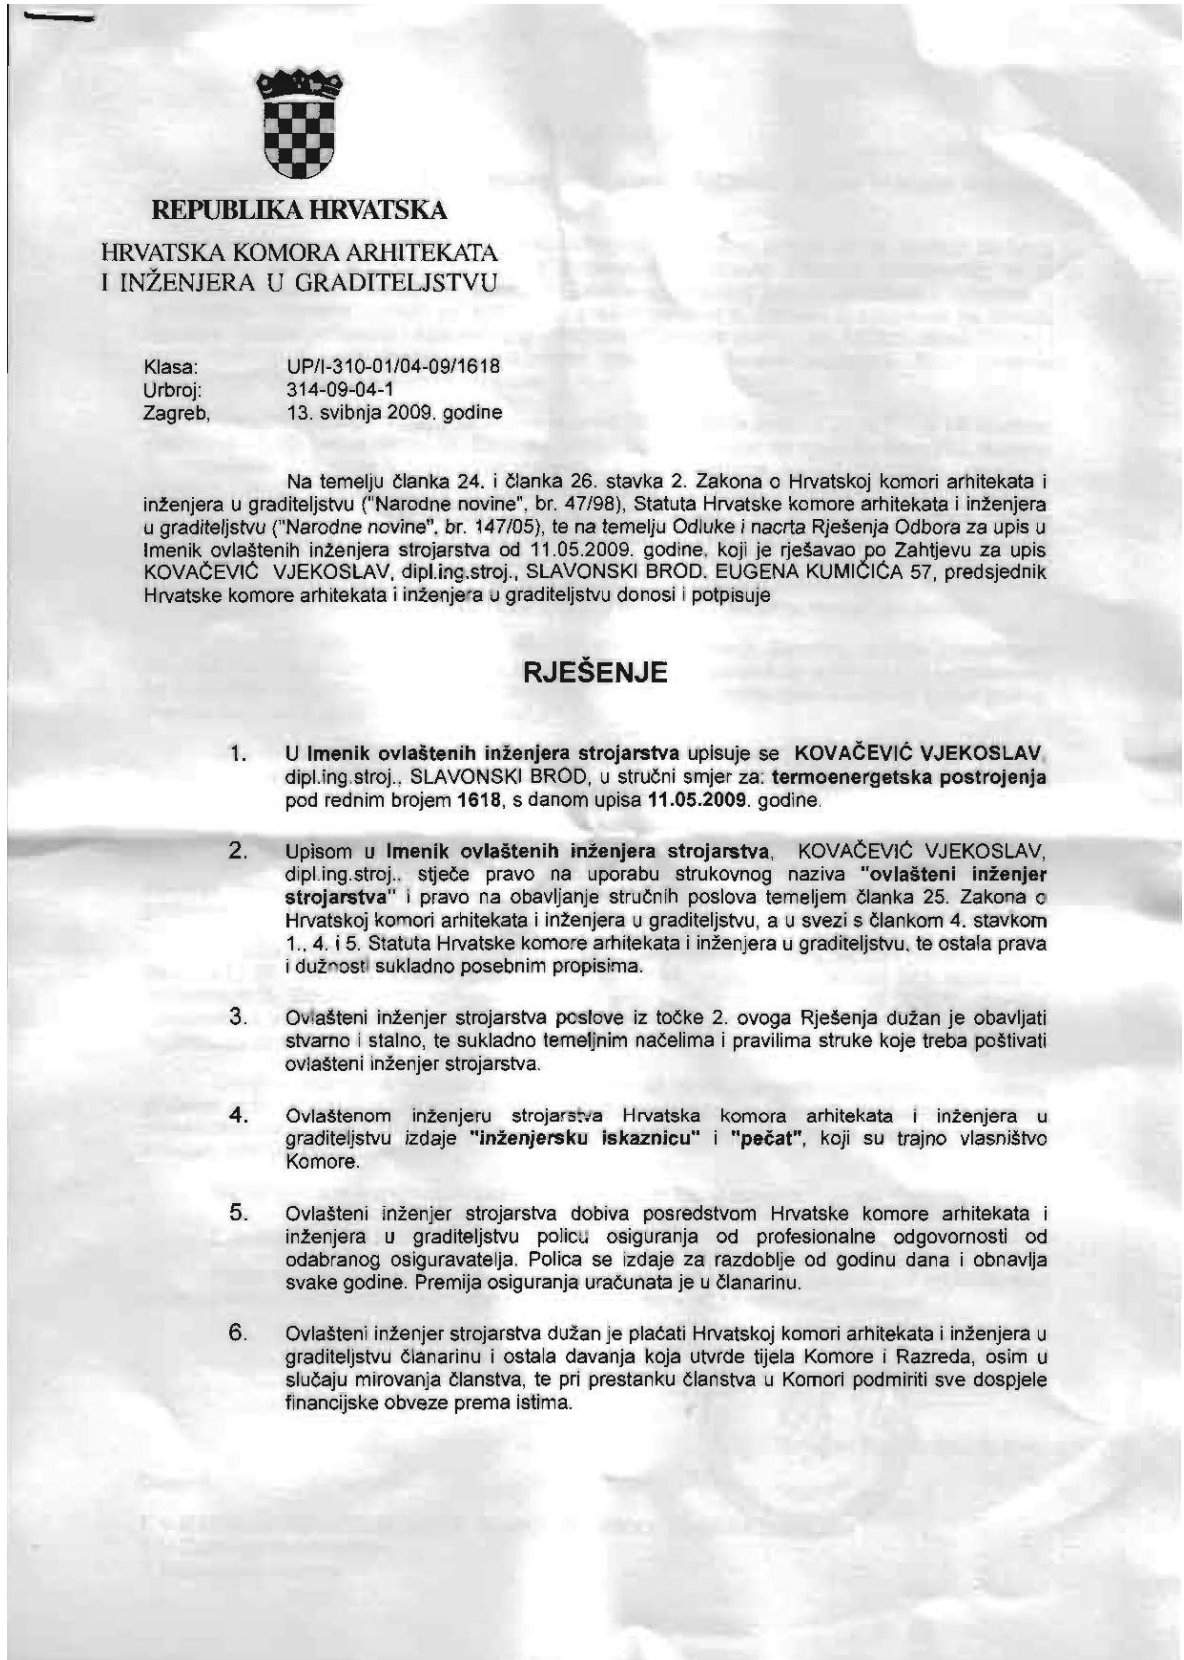 REPUBLIKA HRVATSKA
HRVATSKA KOMORA ARHITEKATA
I INŽENJERA U GRADITELJSTVU
Klasa: UP/I-310-01/04-09/1618
Urbroj: 314-09-04-1
Zagreb, 13. svibnja 2009. godine
Na temelju članka 24. i članka 26. stavka 2. Zakona o Hrvatskoj komori arhitekata i
inženjera u graditeljstvu ("Narodne novine", br. 47/98), Statuta Hrvatske komore arhitekata i inženjera
u graditeljstvu ("Narodne novine", br. 147/05), te na temelju Odluke i nacrta Rješenja Odbora za upis u
Imenik ovlaštenih inženjera strojarstva od 11.05.2009. godine, koji je rješavao po Zahtjevu za upis
KOVAČEVIĆ VJEKOSLAV, dipl.ing.stroj., SLAVONSKI BROD, EUGENA KUMIČIĆA 57, predsjednik
Hrvatske komore arhitekata i inženjera u graditeljstvu donosi i potpisuje
RJEŠENJE
1. U Imenik ovlaštenih inženjera strojarstva upisuje se KOVAČEVIĆ VJEKOSLAV,
dipl.ing.stroj., SLAVONSKI BROD, u stručni smjer za: termoenergetska postrojenja
pod rednim brojem 1618, s danom upisa 11.05.2009. godine.
2. Upisom u Imenik ovlaštenih inženjera strojarstva, KOVAČEVIĆ VJEKOSLAV,
dipl.ing.stroj., stječe pravo na uporabu strukovnog naziva "ovlašteni inženjer
strojarstva" i pravo na obavljanje stručnih poslova temeljem članka 25. Zakona o
Hrvatskoj komori arhitekata i inženjera u graditeljstvu, a u svezi s člankom 4. stavkom
1., 4. i 5. Statuta Hrvatske komore arhitekata i inženjera u graditeljstvu, te ostala prava
i dužnosti sukladno posebnim propisima.
3. Ovlašteni inženjer strojarstva poslove iz točke 2. ovoga Rješenja dužan je obavljati
stvarno i stalno, te sukladno temeljnim načelima i pravilima struke koje treba poštivati
ovlašteni inženjer strojarstva.
4. Ovlaštenom inženjeru strojarstva Hrvatska komora arhitekata i inženjera u
graditeljstvu izdaje "inženjersku iskaznicu" i "pečat", koji su trajno vlasništvo
Komore.
5. Ovlašteni inženjer strojarstva dobiva posredstvom Hrvatske komore arhitekata i
inženjera u graditeljstvu policu osiguranja od profesionalne odgovornosti od
odabranog osiguravatelja. Polica se izdaje za razdoblje od godinu dana i obnavlja
svake godine. Premija osiguranja uračunata je u članarinu.
6. Ovlašteni inženjer strojarstva dužan je plaćati Hrvatskoj komori arhitekata i inženjera u
graditeljstvu članarinu i ostala davanja koja utvrde tijela Komore i Razreda, osim u
slučaju mirovanja članstva, te pri prestanku članstva u Komori podmiriti sve dospjele
financijske obveze prema istima.